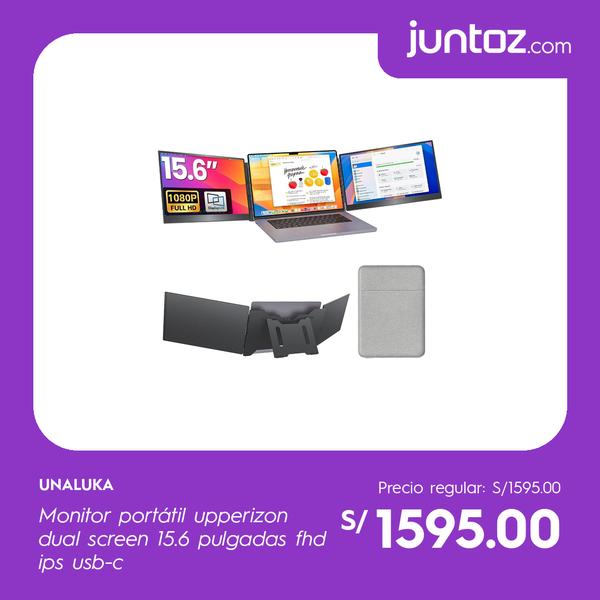 juntoz.com
15.6"
1080P
FULL HD
UNALUKA
Monitor portátil upperizon
dual screen 15.6 pulgadas fhd
ips usb-c
Precio regular: S/1595.00
S/ 1595.00